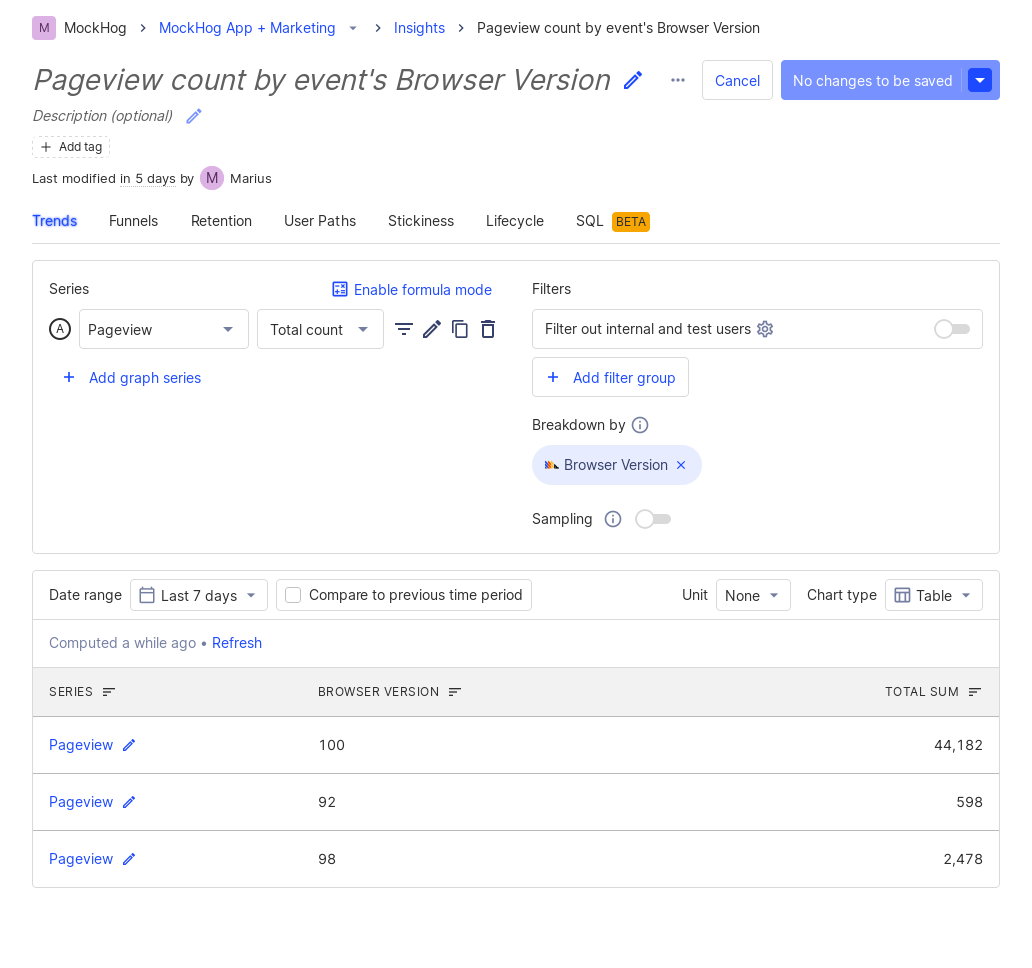 M MockHog MockHog App + Marketing Insights Pageview count by event's Browser Version
Pageview count by event's Browser Version ... Cancel No changes to be saved
Description (optional)
+ Add tag
Last modified in 5 days by M Marius
Trends Funnels Retention User Paths Stickiness Lifecycle SQL BETA
Series Enable formula mode
A Pageview Total count
+ Add graph series
Filters
Filter out internal and test users
+ Add filter group
Breakdown by
Browser Version ×
Sampling
Date range Last 7 days Compare to previous time period Unit None Chart type Table
Computed a while ago • Refresh
SERIES BROWSER VERSION TOTAL SUM
Pageview 100 44,182
Pageview 92 598
Pageview 98 2,478